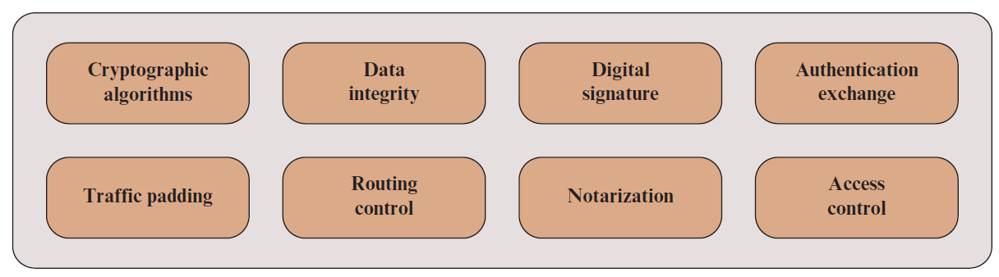 Cryptographic
algorithms
Data
integrity
Digital
signature
Authentication
exchange
Traffic padding
Routing
control
Notarization
Access
control